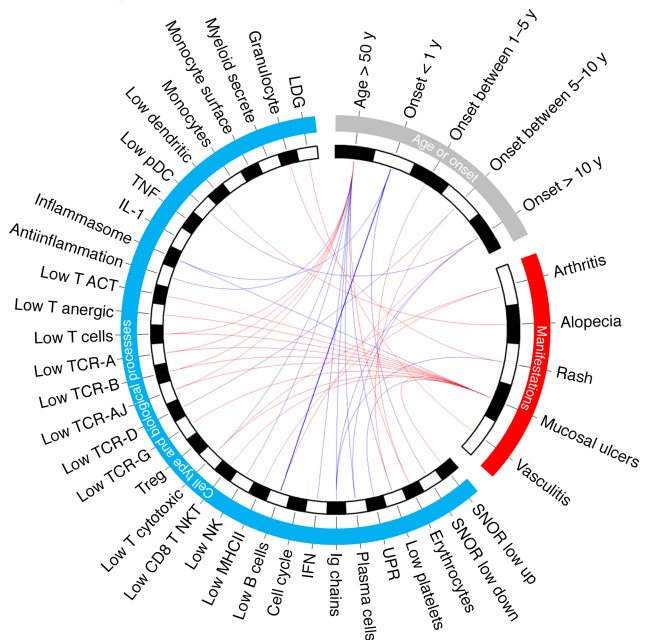 Age > 50 y
Onset < 1 y
Onset between 1–5 y
Onset between 5–10 y
Onset > 10 y
Age or onset
Arthritis
Alopecia
Rash
Mucosal ulcers
Vasculitis
Manifestations
SNOR low up
SNOR low down
Erythrocytes
Low platelets
UPR
Plasma cells
Ig chains
IFN
Cell cycle
Low B cells
Low MHCII
Low NK
Low CD8 T NKT
Low T cytotoxic
Treg
Low TCR-G
Low TCR-D
Low TCR-AJ
Low TCR-B
Low TCR-A
Low T cells
Low T anergic
Low T ACT
Antiinflammation
Inflammasome
IL-1
TNF
Low pDC
Low dendritic
Monocytes
Monocyte surface
Myeloid secrete
Granulocyte
LDG
Cell type and biological processes